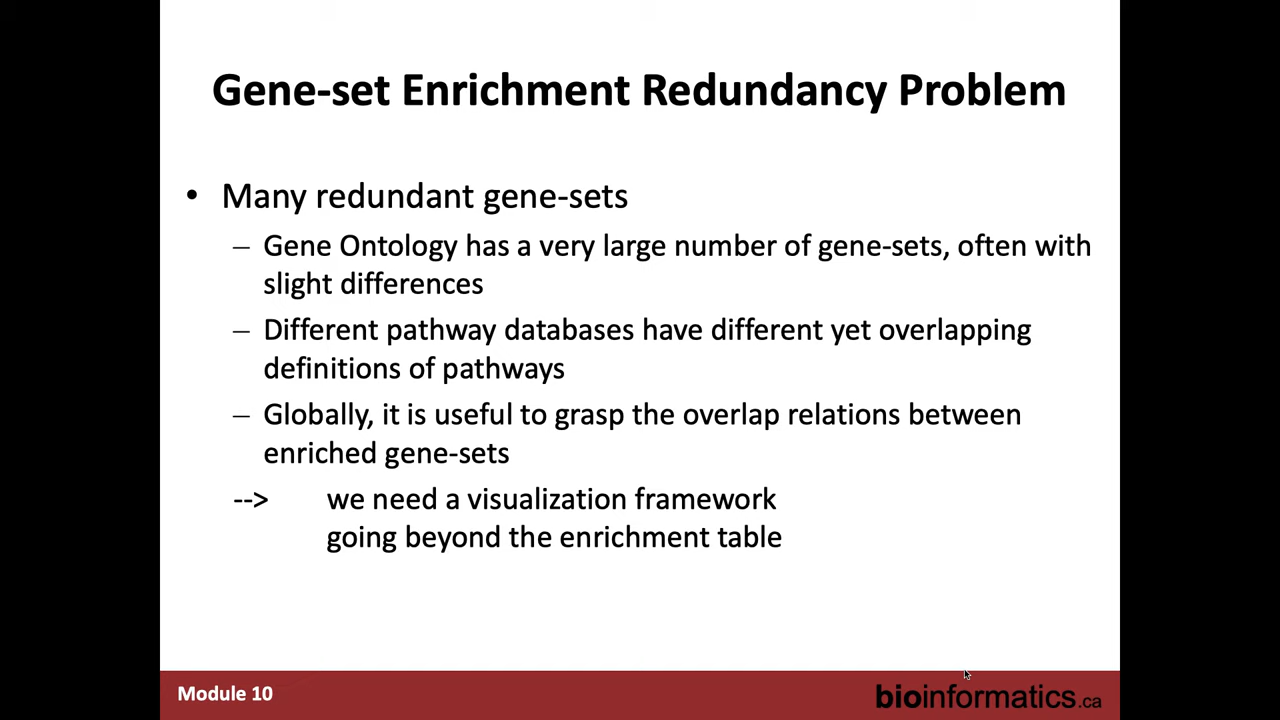 Gene-set Enrichment Redundancy Problem
• Many redundant gene-sets
– Gene Ontology has a very large number of gene-sets, often with
slight differences
– Different pathway databases have different yet overlapping
definitions of pathways
– Globally, it is useful to grasp the overlap relations between
enriched gene-sets
--> we need a visualization framework
going beyond the enrichment table
Module 10
bioinformatics.ca